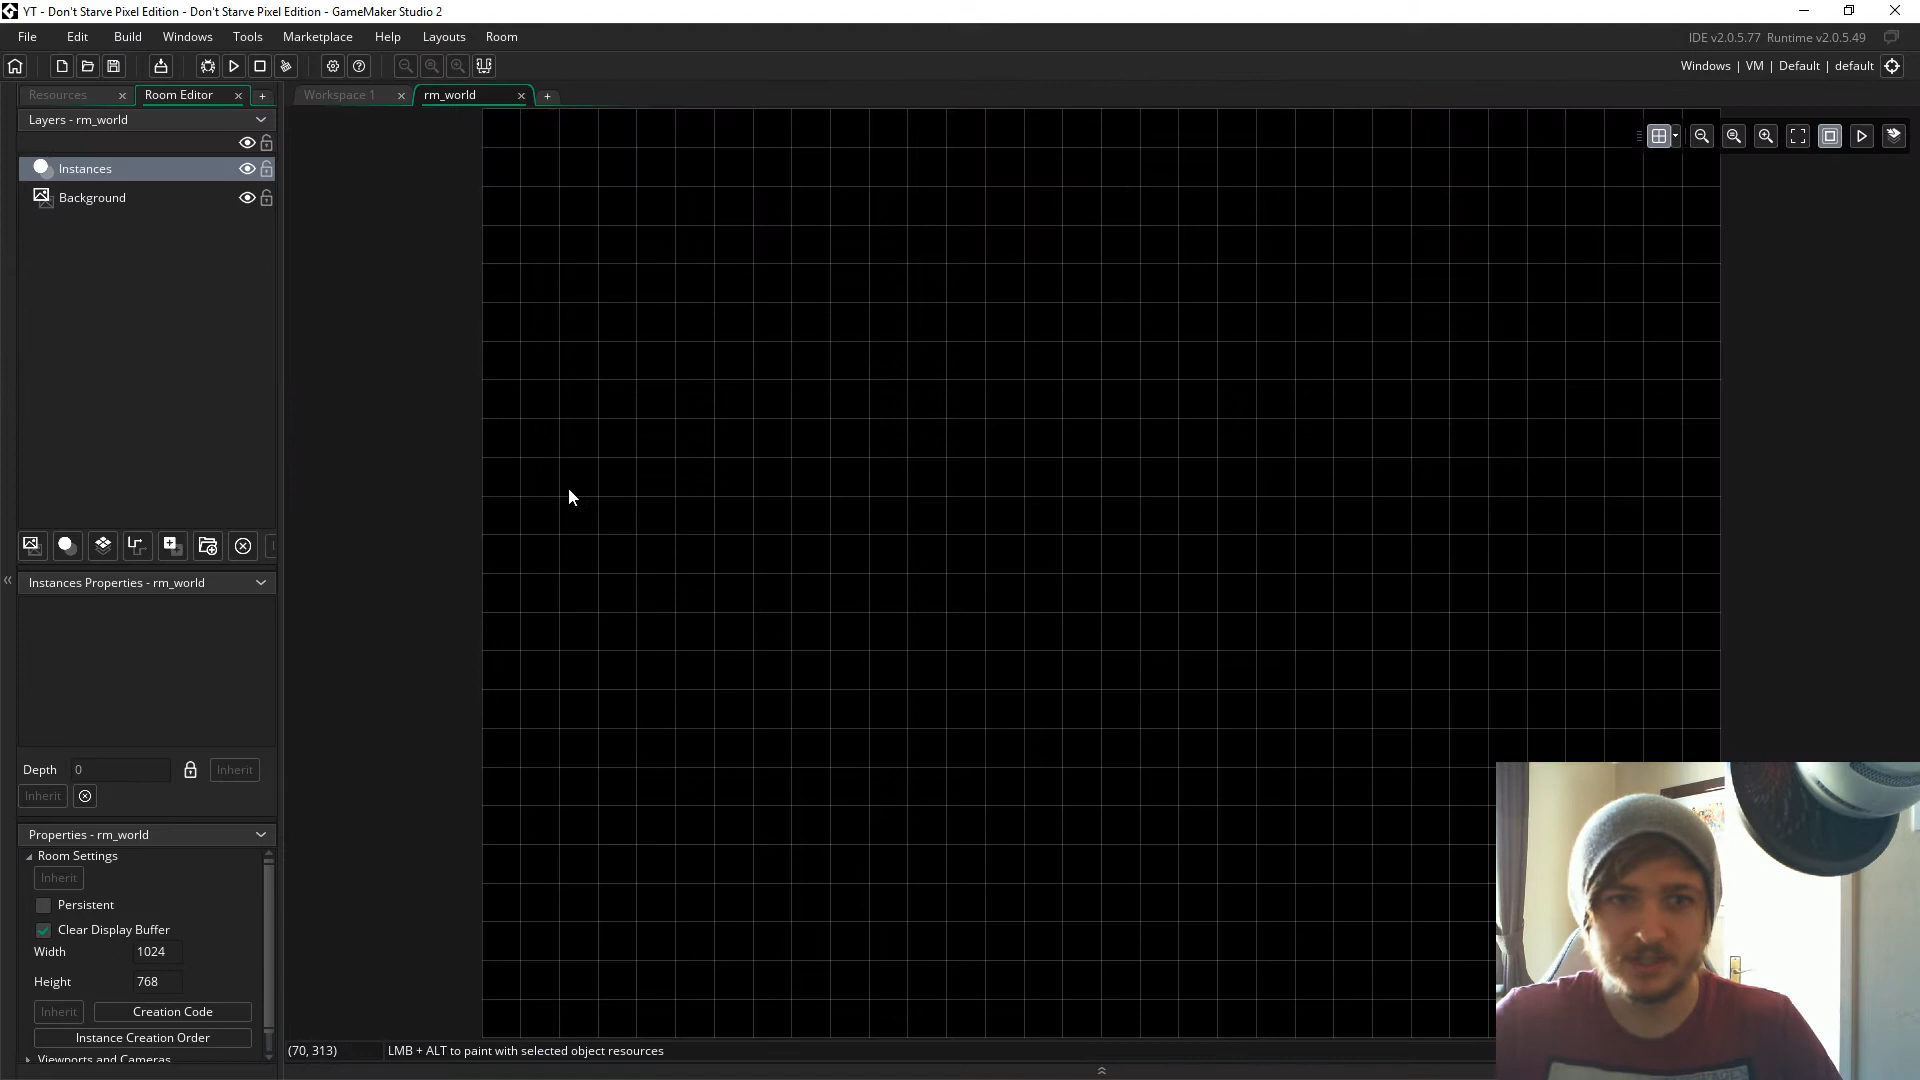 YT - Don't Starve Pixel Edition - Don't Starve Pixel Edition - GameMaker Studio 2
File Edit Build Windows Tools Marketplace Help Layouts Room
IDE v2.0.5.77 Runtime v2.0.5.49
Windows | VM | Default | default
Resources Room Editor
Workspace 1 rm_world
Layers - rm_world
Instances
Background
Instances Properties - rm_world
Depth 0 Inherit
Inherit
Properties - rm_world
Room Settings
Inherit
Persistent
Clear Display Buffer
Width 1024
Height 768
Inherit Creation Code
Instance Creation Order
Viewports and Cameras
(70, 313) LMB + ALT to paint with selected object resources